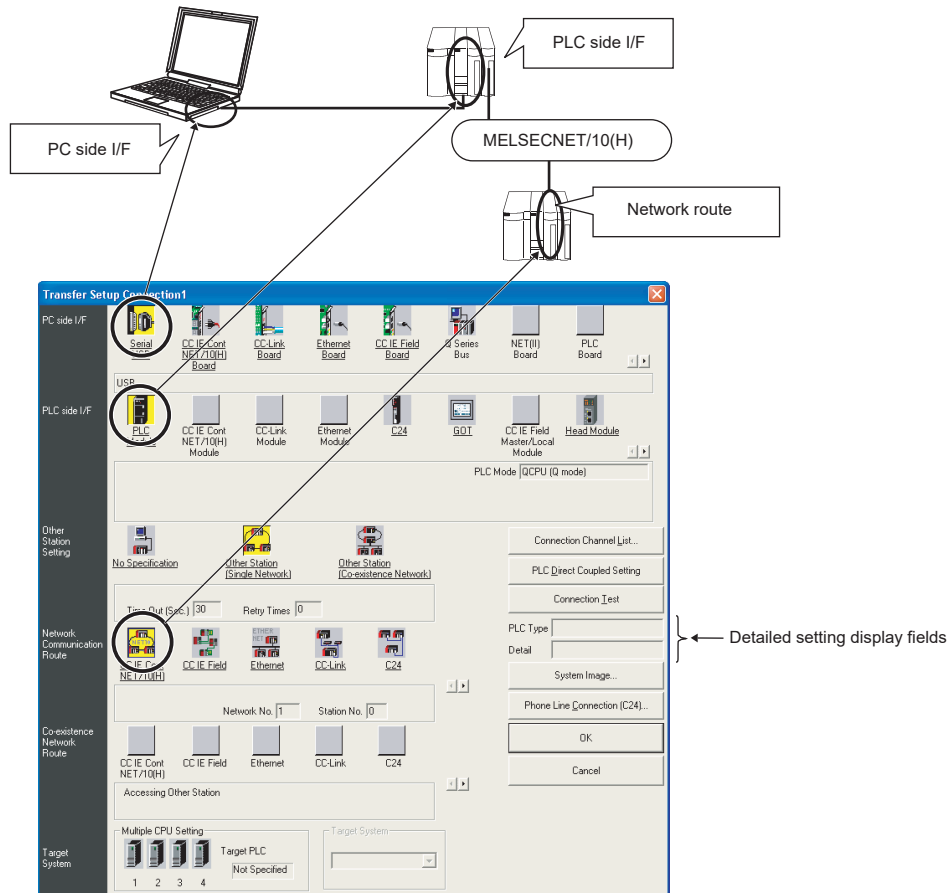 PLC side I/F
PC side I/F
MELSECNET/10(H)
Network route
Transfer Setup Connection1
PC side I/F
Serial
CC IE Cont
NET/10(H)
Board
CC-Link
Board
Ethernet
Board
CC IE Field
Board
Q Series
Bus
NET(II)
Board
PLC
Board
USB
PLC side I/F
PLC
CC IE Cont
NET/10(H)
Module
CC-Link
Module
Ethernet
Module
C24
GOT
CC IE Field
Master/Local
Module
Head Module
PLC Mode QCPU (Q mode)
Other
Station
Setting
No Specification
Other Station
(Single Network)
Other Station
(Co-existence Network)
Time Out (Sec.) 30 Retry Times 0
Connection Channel List...
PLC Direct Coupled Setting
Connection Test
PLC Type
Detail
Detailed setting display fields
System Image...
Phone Line Connection (C24)...
OK
Cancel
Network
Communication
Route
CC IE Cont
NET/10(H)
CC IE Field
Ethernet
CC-Link
C24
Network No. 1 Station No. 0
Co-existence
Network
Route
CC IE Cont
NET/10(H)
CC IE Field
Ethernet
CC-Link
C24
Accessing Other Station
Target
System
Multiple CPU Setting
1 2 3 4
Target PLC
Not Specified
Target System